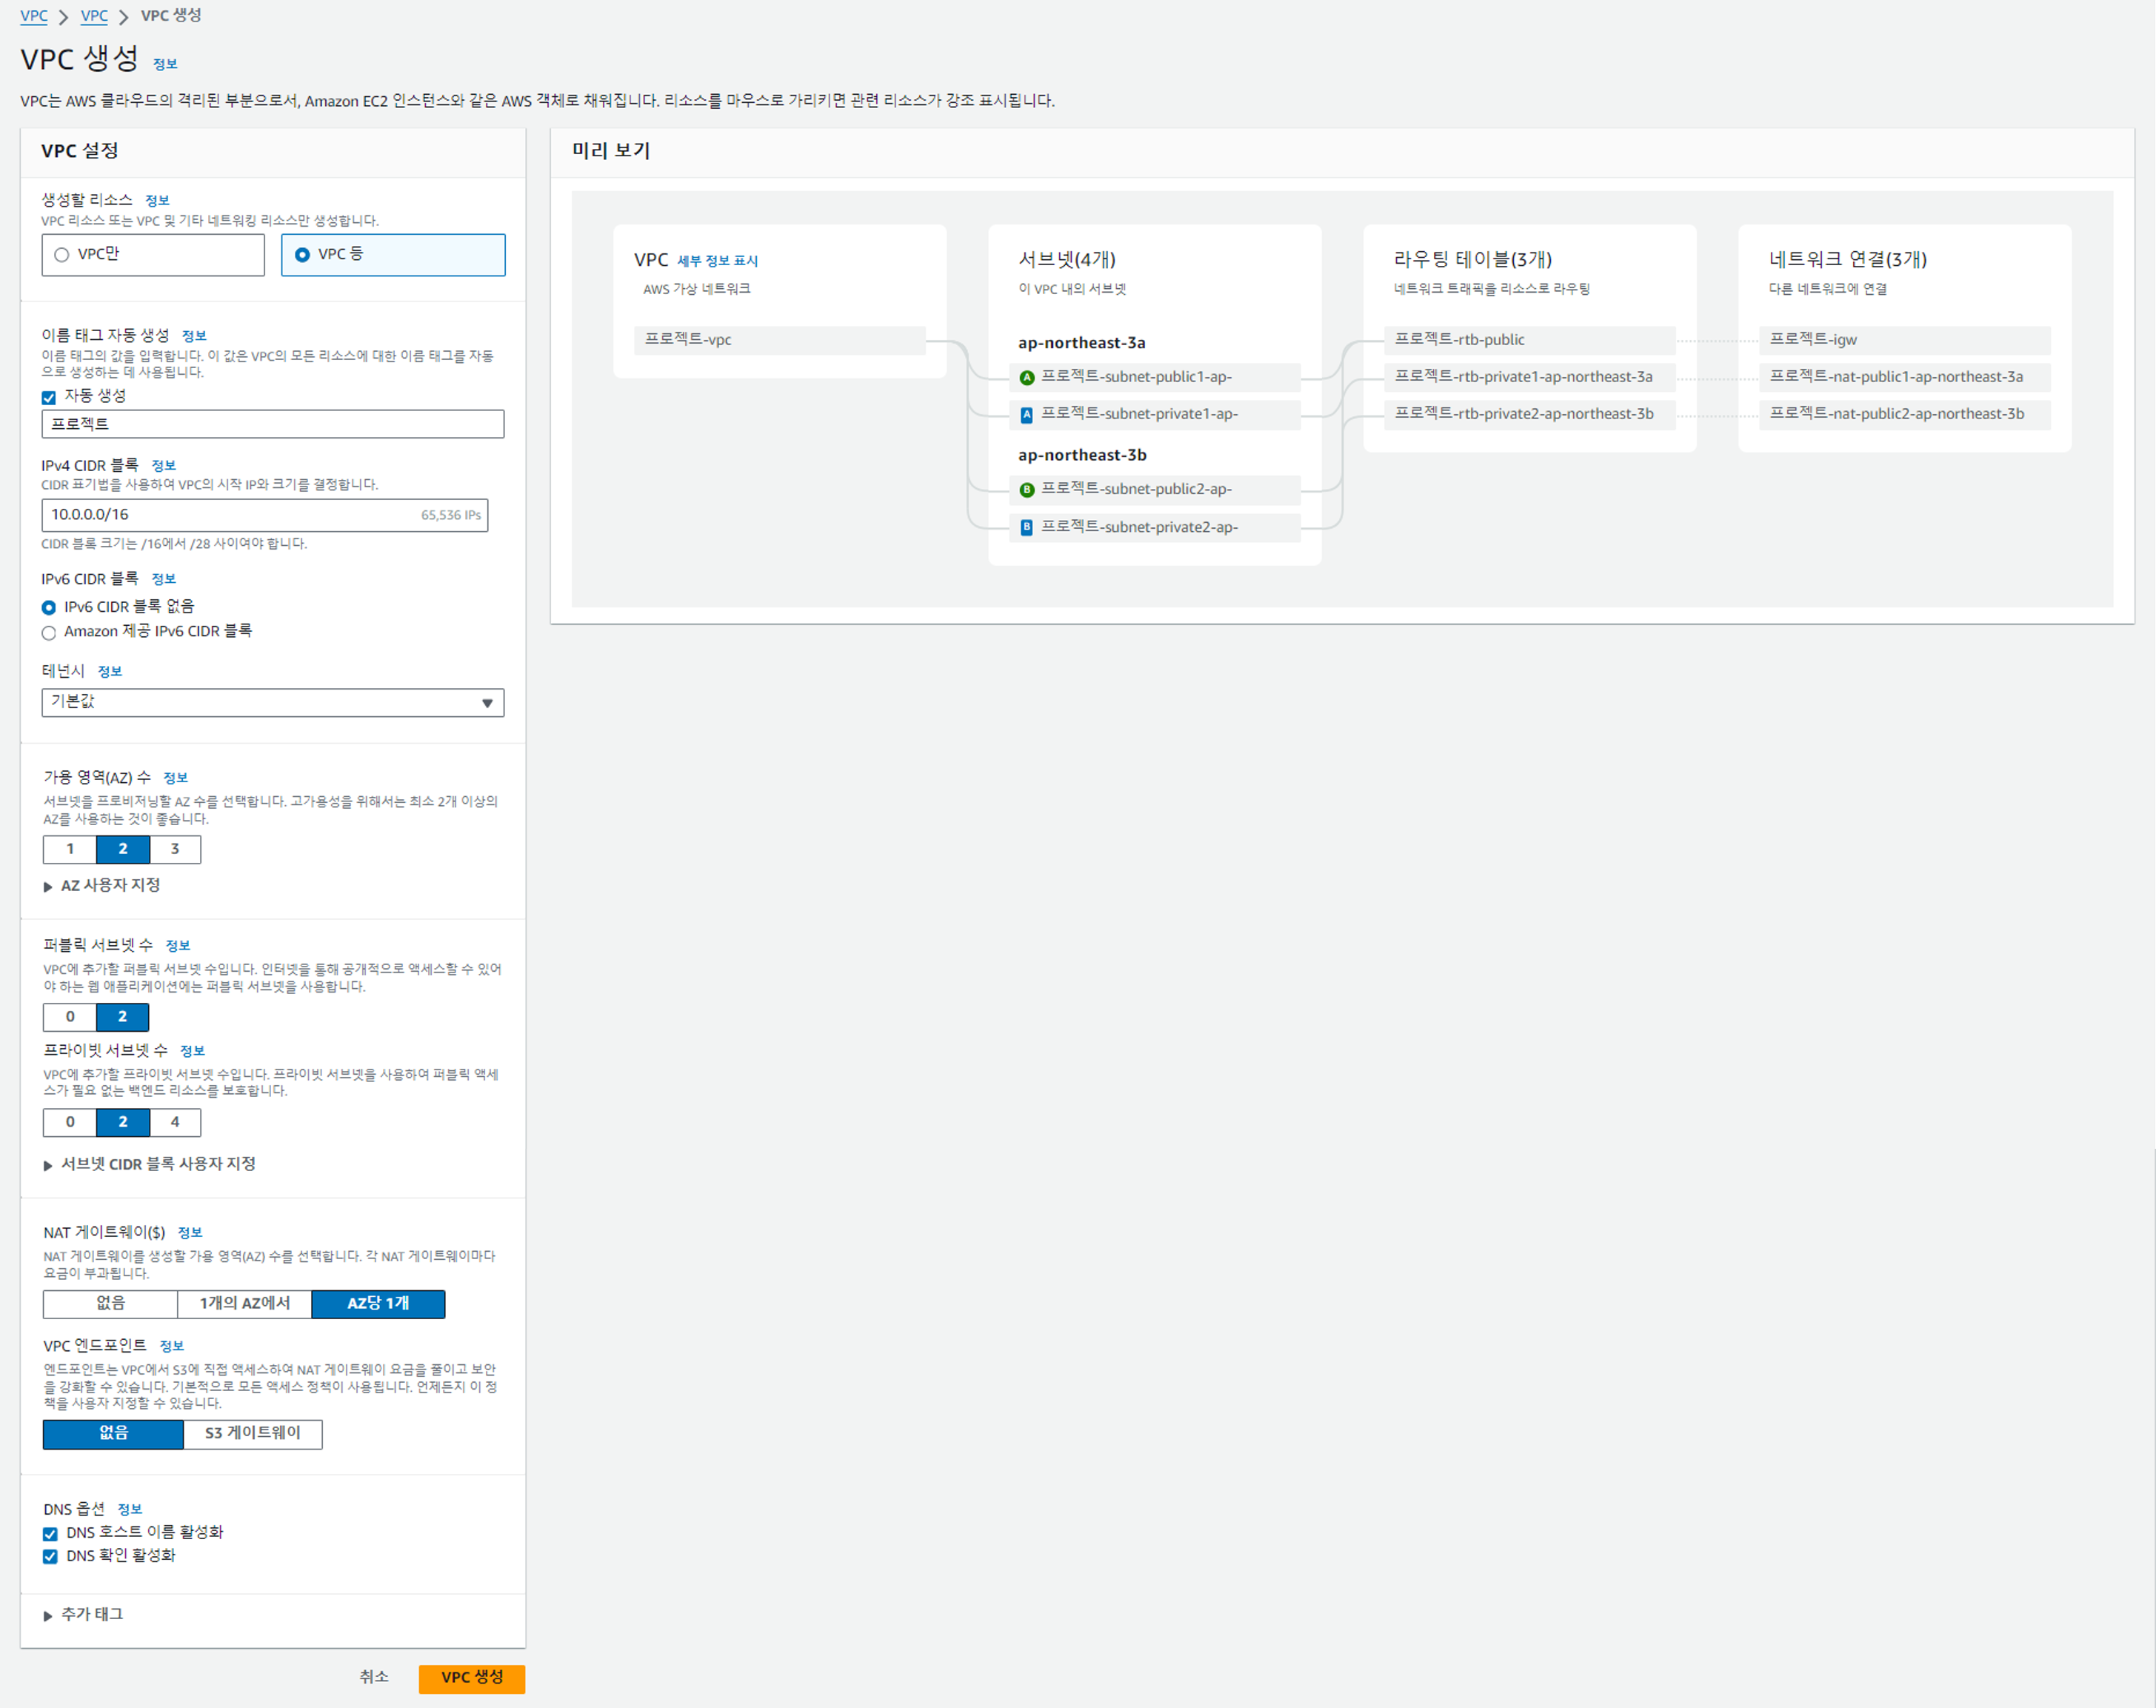 VPC > VPC > VPC 생성
VPC 생성 정보
VPC는 AWS 클라우드의 격리된 부분으로서, Amazon EC2 인스턴스와 같은 AWS 객체로 채워집니다. 리소스를 마우스로 가리키면 관련 리소스가 강조 표시됩니다.
VPC 설정
생성할 리소스 정보
VPC 리소스 또는 VPC 및 기타 네트워킹 리소스만 생성합니다.
VPC만
VPC 등
이름 태그 자동 생성 정보
이름 태그의 값을 입력합니다. 이 값은 VPC의 모든 리소스에 대한 이름 태그를 자동
으로 생성하는 데 사용됩니다.
자동 생성
프로젝트
IPv4 CIDR 블록 정보
CIDR 표기법을 사용하여 VPC의 시작 IP와 크기를 결정합니다.
10.0.0.0/16 65,536 IPs
CIDR 블록 크기는 /16에서 /28 사이여야 합니다.
IPv6 CIDR 블록 정보
IPv6 CIDR 블록 없음
Amazon 제공 IPv6 CIDR 블록
테넌시 정보
기본값
가용 영역(AZ) 수 정보
서브넷을 프로비저닝할 AZ 수를 선택합니다. 고가용성을 위해서는 최소 2개 이상의
AZ를 사용하는 것이 좋습니다.
1 2 3
AZ 사용자 지정
퍼블릭 서브넷 수 정보
VPC에 추가할 퍼블릭 서브넷 수입니다. 인터넷을 통해 공개적으로 액세스할 수 있어
야 하는 웹 애플리케이션에는 퍼블릭 서브넷을 사용합니다.
0 2
프라이빗 서브넷 수 정보
VPC에 추가할 프라이빗 서브넷 수입니다. 프라이빗 서브넷을 사용하여 퍼블릭 액세
스가 필요 없는 백엔드 리소스를 보호합니다.
0 2 4
서브넷 CIDR 블록 사용자 지정
NAT 게이트웨이($) 정보
NAT 게이트웨이를 생성할 가용 영역(AZ) 수를 선택합니다. 각 NAT 게이트웨이마다
요금이 부과됩니다.
없음 1개의 AZ에서 AZ당 1개
VPC 엔드포인트 정보
엔드포인트는 VPC에서 S3에 직접 액세스하여 NAT 게이트웨이 요금을 줄이고 보안
을 강화할 수 있습니다. 기본적으로 모든 액세스 정책이 사용됩니다. 언제든지 이 정
책을 사용자 지정할 수 있습니다.
없음 S3 게이트웨이
DNS 옵션 정보
DNS 호스트 이름 활성화
DNS 확인 활성화
추가 태그
취소 VPC 생성
미리 보기
VPC 세부 정보 표시
AWS 가상 네트워크
프로젝트-vpc
서브넷(4개)
이 VPC 내의 서브넷
ap-northeast-3a
A 프로젝트-subnet-public1-ap-
A 프로젝트-subnet-private1-ap-
ap-northeast-3b
B 프로젝트-subnet-public2-ap-
B 프로젝트-subnet-private2-ap-
라우팅 테이블(3개)
네트워크 트래픽을 리소스로 라우팅
프로젝트-rtb-public
프로젝트-rtb-private1-ap-northeast-3a
프로젝트-rtb-private2-ap-northeast-3b
네트워크 연결(3개)
다른 네트워크에 연결
프로젝트-igw
프로젝트-nat-public1-ap-northeast-3a
프로젝트-nat-public2-ap-northeast-3b